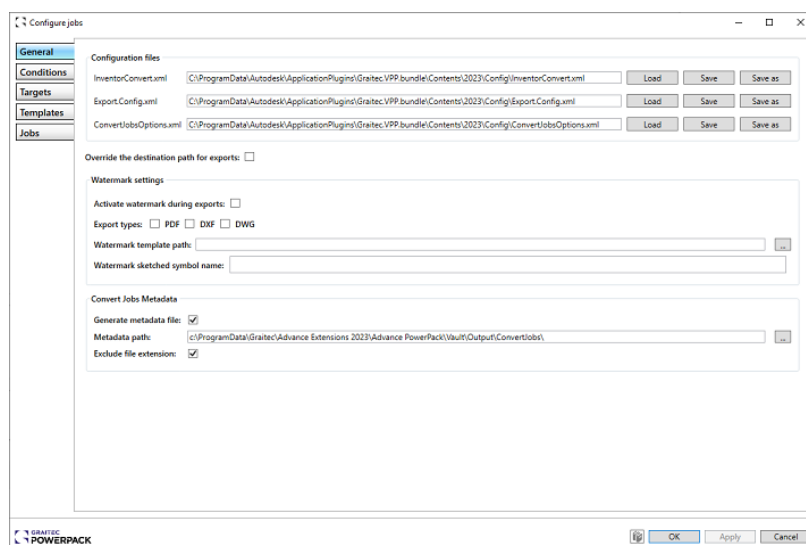 Configure jobs
General
Conditions
Targets
Templates
Jobs
Configuration files
InventorConvert.xml C:\ProgramData\Autodesk\ApplicationPlugins\Graitec.VPP.bundle\Contents\2023\Config\InventorConvert.xml Load Save Save as
Export.Config.xml C:\ProgramData\Autodesk\ApplicationPlugins\Graitec.VPP.bundle\Contents\2023\Config\Export.Config.xml Load Save Save as
ConvertJobsOptions.xml C:\ProgramData\Autodesk\ApplicationPlugins\Graitec.VPP.bundle\Contents\2023\Config\ConvertJobsOptions.xml Load Save Save as
Override the destination path for exports:
Watermark settings
Activate watermark during exports:
Export types: PDF DXF DWG
Watermark template path: ...
Watermark sketched symbol name:
Convert Jobs Metadata
Generate metadata file:
Metadata path: c:\ProgramData\Graitec\Advance Extensions 2023\Advance PowerPack\Vault\Output\ConvertJobs\ ...
Exclude file extension:
GRAITEC
POWERPACK
OK Apply Cancel